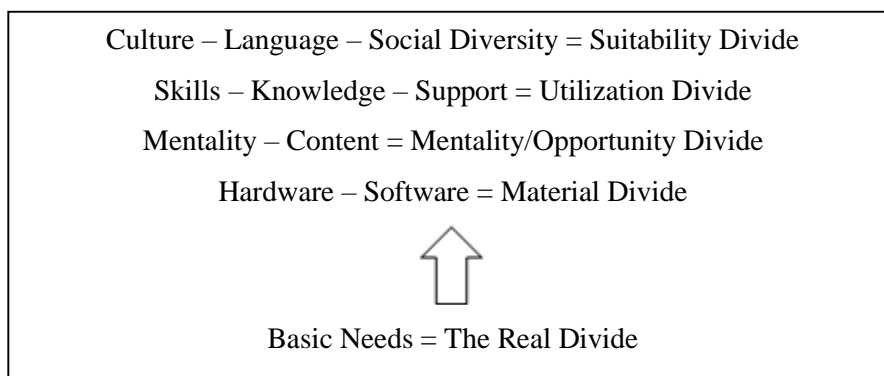 Culture – Language – Social Diversity = Suitability Divide
Skills – Knowledge – Support = Utilization Divide
Mentality – Content = Mentality/Opportunity Divide
Hardware – Software = Material Divide
Basic Needs = The Real Divide